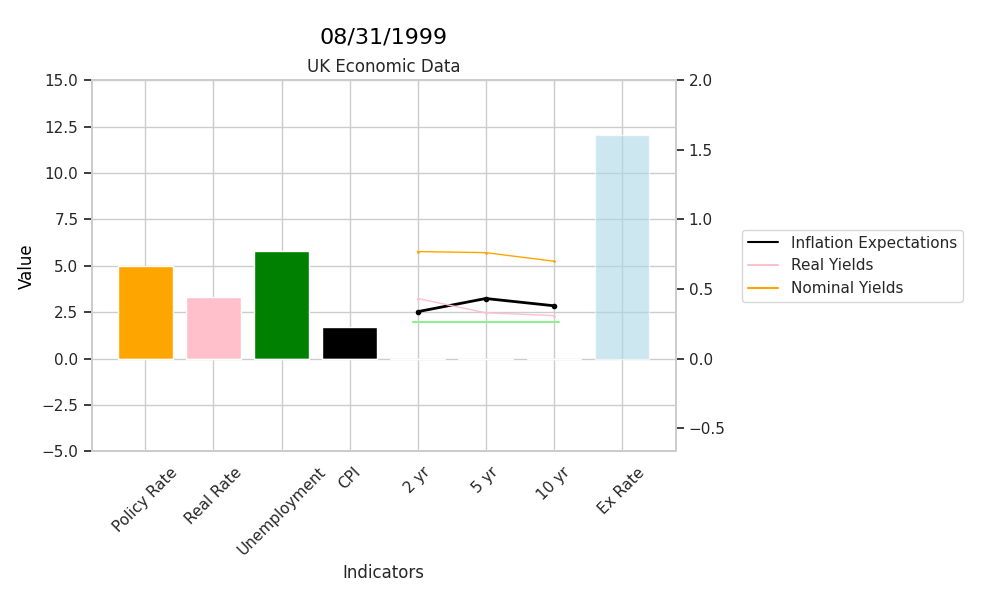 08/31/1999
UK Economic Data
15.0
12.5
10.0
7.5
5.0
2.5
0.0
−2.5
−5.0
Value
2.0
1.5
1.0
0.5
0.0
−0.5
Inflation Expectations
Real Yields
Nominal Yields
Policy Rate
Real Rate
Unemployment
CPI
2 yr
5 yr
10 yr
Ex Rate
Indicators